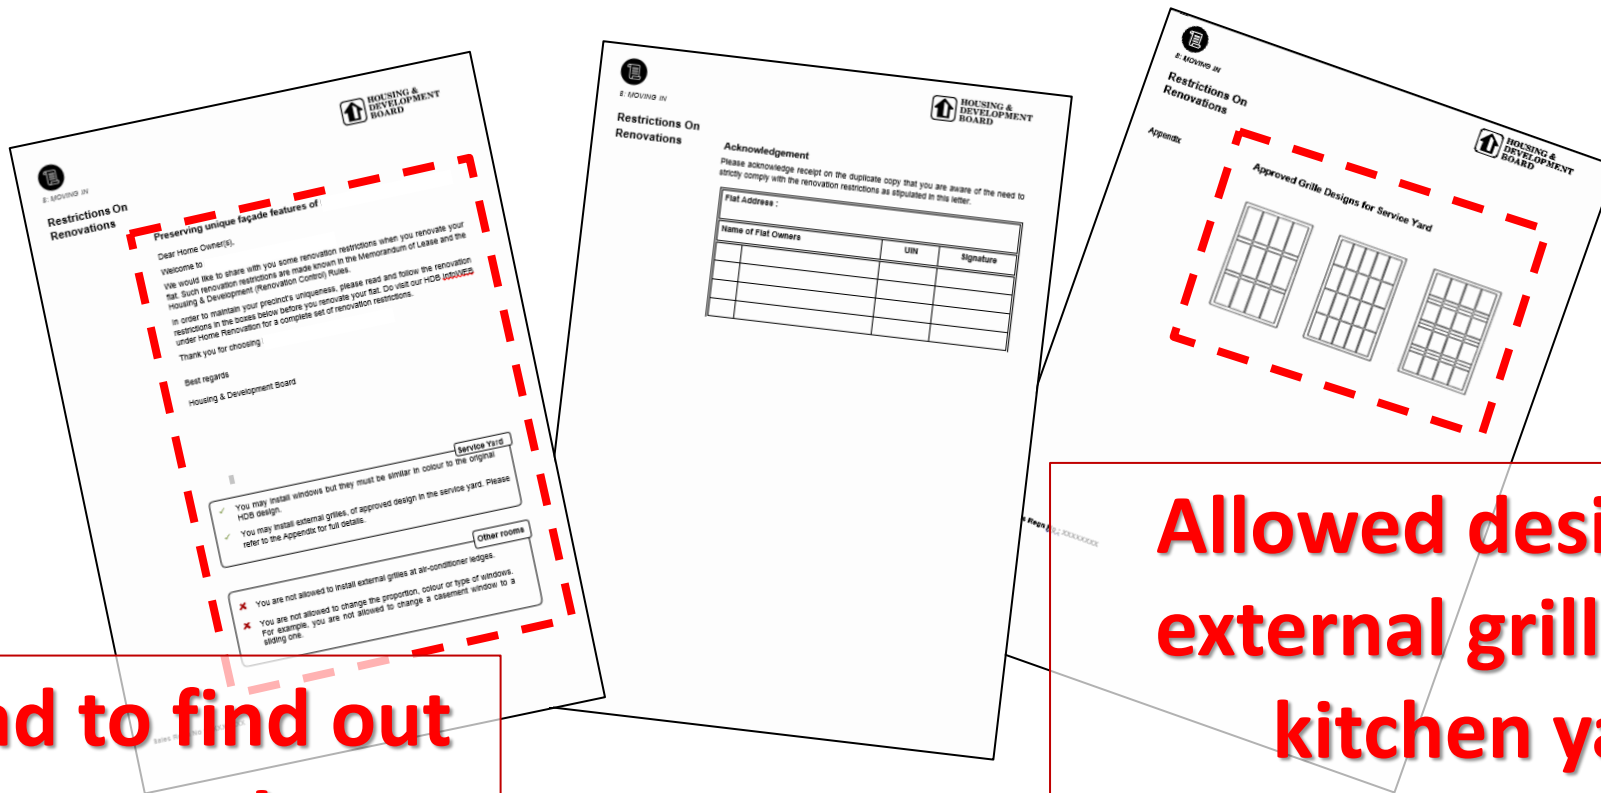 HOUSING &
DEVELOPMENT
BOARD
E: MOVING IN
Restrictions On
Renovations
Preserving unique façade features of
Dear Home Owner(s),
Welcome to
We would like to share with you some renovation restrictions when you renovate your
flat. Such renovation restrictions are made known in the Memorandum of Lease and the
Housing & Development (Renovation Control) Rules.
In order to maintain your precinct's uniqueness, please read and follow the renovation
restrictions in the boxes below before you renovate your flat. Do visit our HDB InfoWEB
under Home Renovation for a complete set of renovation restrictions.
Thank you for choosing
Best regards
Housing & Development Board
Service Yard
✓ You may install windows but they must be similar in colour to the original
HDB design.
✓ You may install external grilles, of approved design in the service yard. Please
refer to the Appendix for full details.
Other rooms
✘ You are not allowed to install external grilles at air-conditioner ledges.
✘ You are not allowed to change the proportion, colour or type of windows.
For example, you are not allowed to change a casement window to a
sliding one.
ad to find out
E: MOVING IN
Restrictions On
Renovations
HOUSING &
DEVELOPMENT
BOARD
Acknowledgement
Please acknowledge receipt on the duplicate copy that you are aware of the need to
strictly comply with the renovation restrictions as stipulated in this letter.
Flat Address :
Name of Flat Owners UIN Signature
E: MOVING IN
Restrictions On
Renovations
HOUSING &
DEVELOPMENT
BOARD
Appendix
Approved Grille Designs for Service Yard
s Regn No.: XXXXXXXX
Allowed desi
external grill
kitchen ya